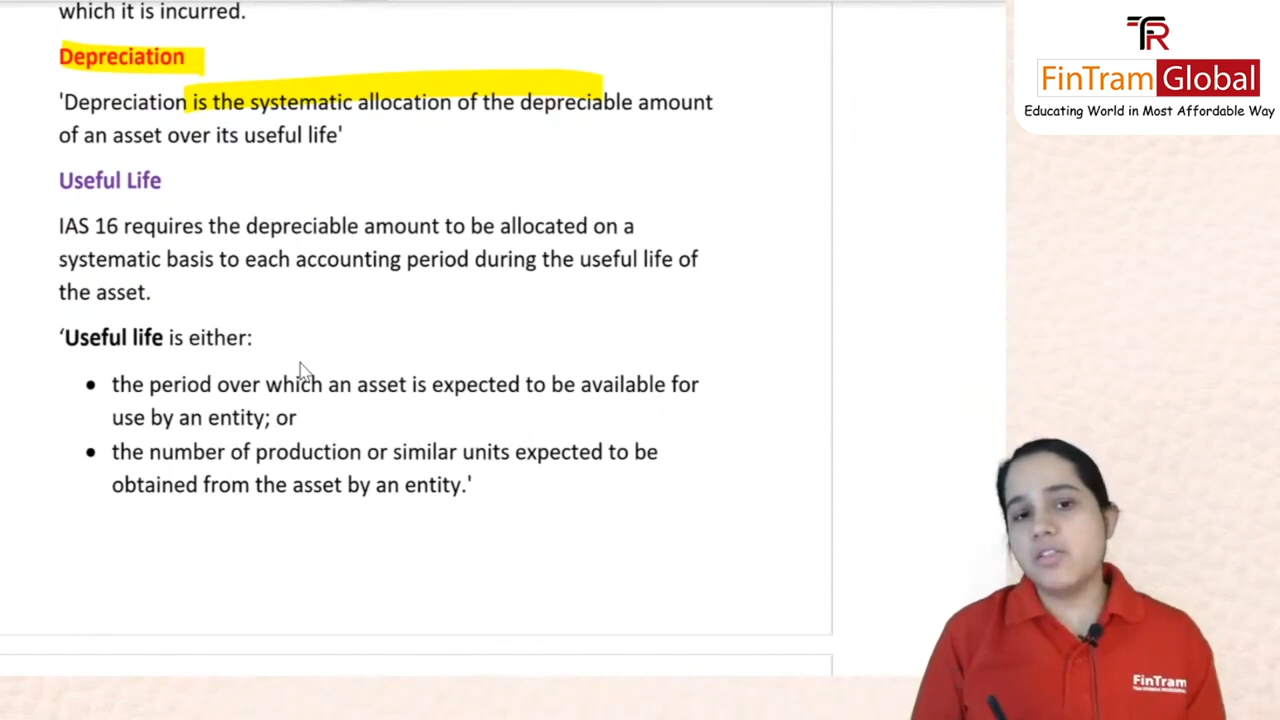 which it is incurred.
Depreciation
'Depreciation is the systematic allocation of the depreciable amount
of an asset over its useful life'
Useful Life
IAS 16 requires the depreciable amount to be allocated on a
systematic basis to each accounting period during the useful life of
the asset.
‘Useful life is either:
• the period over which an asset is expected to be available for
use by an entity; or
• the number of production or similar units expected to be
obtained from the asset by an entity.'
TR
FinTram Global
Educating World in Most Affordable Way
FinTram